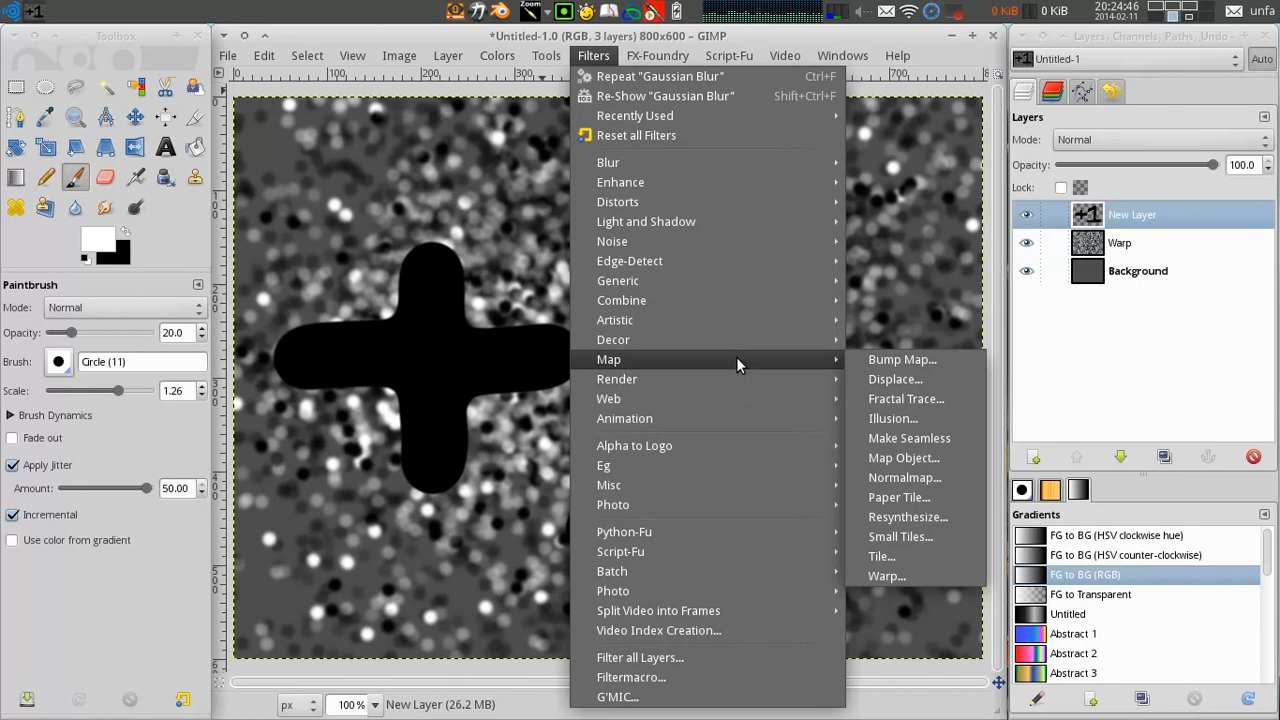 Zoom
0 KiB
0 KiB
20:24:46
2014-02-11
unfa
Toolbox
*Untitled-1.0 (RGB, 3 layers) 800x600 – GIMP
Layers, Channels, Paths, Undo -
File Edit Select View Image Layer Colors Tools Filters FX-Foundry Script-Fu Video Windows Help
Untitled-1
Auto
0 100 200 300 700
Repeat "Gaussian Blur" Ctrl+F
Re-Show "Gaussian Blur" Shift+Ctrl+F
Recently Used
Reset all Filters
Blur
Enhance
Distorts
Light and Shadow
Noise
Edge-Detect
Generic
Combine
Artistic
Decor
Map
Render
Web
Animation
Alpha to Logo
Eg
Misc
Photo
Python-Fu
Script-Fu
Batch
Photo
Split Video into Frames
Video Index Creation...
Filter all Layers...
Filtermacro...
G'MIC...
Bump Map...
Displace...
Fractal Trace...
Illusion...
Make Seamless
Map Object...
Normalmap...
Paper Tile...
Resynthesize...
Small Tiles...
Tile...
Warp...
Paintbrush
Mode: Normal
Opacity: 20.0
Brush: Circle (11)
Scale: 1.26
Brush Dynamics
Fade out
Apply Jitter
Amount: 50.00
Incremental
Use color from gradient
Layers
Mode: Normal
Opacity: 100.0
Lock:
New Layer
Warp
Background
Gradients
FG to BG (HSV clockwise hue)
FG to BG (HSV counter-clockwise)
FG to BG (RGB)
FG to Transparent
Untitled
Abstract 1
Abstract 2
Abstract 3
px 100 % New Layer (26.2 MB)